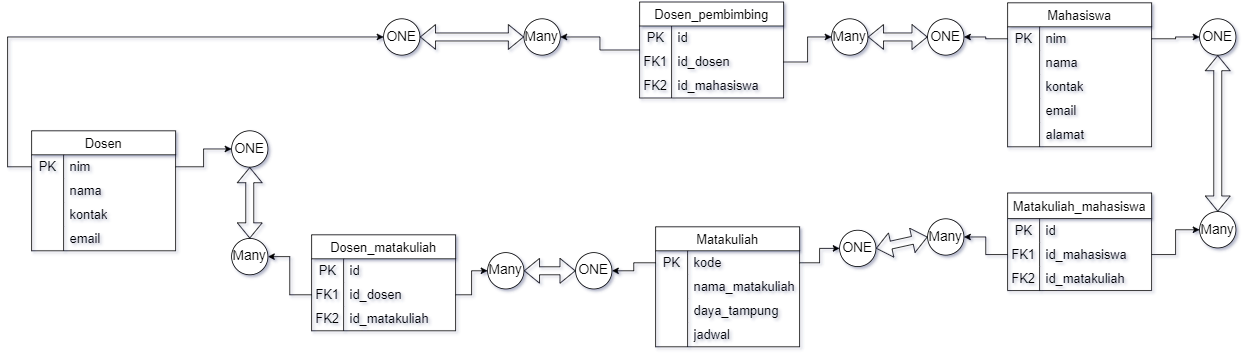 ONE
Many
Dosen_pembimbing
PK id
FK1 id_dosen
FK2 id_mahasiswa
Many
ONE
Mahasiswa
PK nim
nama
kontak
email
alamat
ONE
Dosen
PK nim
nama
kontak
email
ONE
Many
Dosen_matakuliah
PK id
FK1 id_dosen
FK2 id_matakuliah
Many
ONE
Matakuliah
PK kode
nama_matakuliah
daya_tampung
jadwal
ONE
Many
Matakuliah_mahasiswa
PK id
FK1 id_mahasiswa
FK2 id_matakuliah
Many